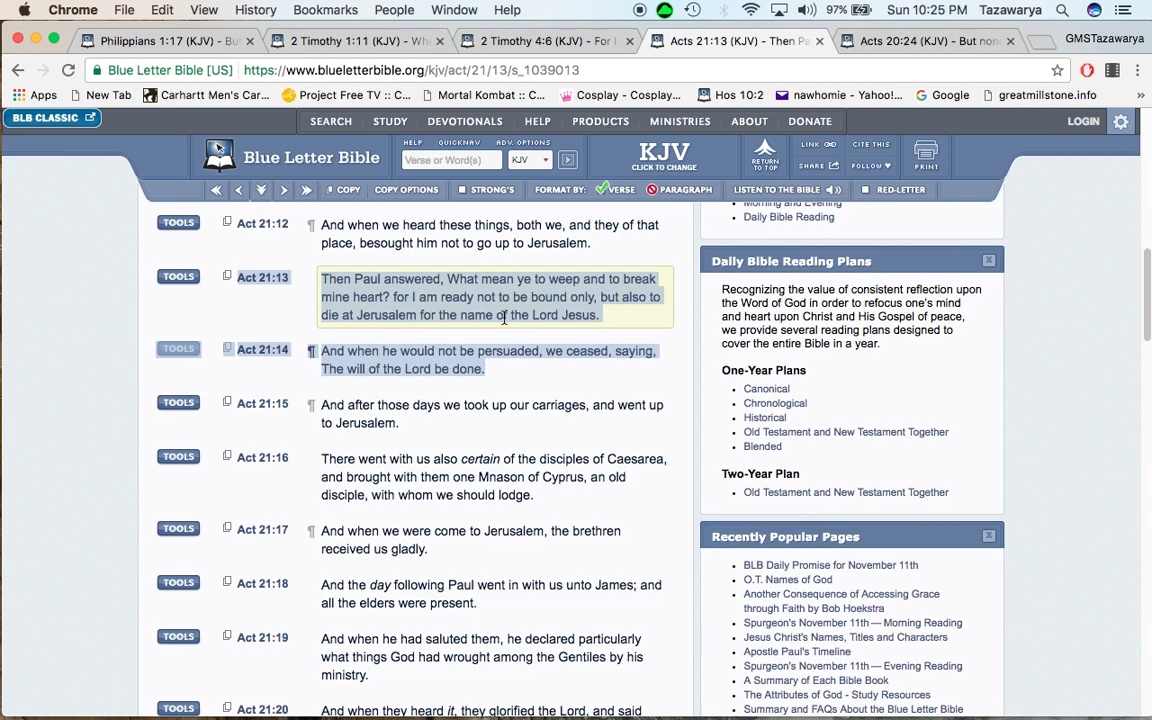 Chrome File Edit View History Bookmarks People Window Help 97% Sun 10:25 PM Tazawarya
Philippians 1:17 (KJV) - Bu
2 Timothy 1:11 (KJV) - Whe
2 Timothy 4:6 (KJV) - For I
Acts 21:13 (KJV) - Then Pa
Acts 20:24 (KJV) - But none
GMSTazawarya
Blue Letter Bible [US] https://www.blueletterbible.org/kjv/act/21/13/s_1039013
Apps New Tab Carhartt Men's Car... Project Free TV :: C... Mortal Kombat :: C... Cosplay - Cosplay... Hos 10:2 nawhomie - Yahoo!... Google greatmillstone.info »
BLB CLASSIC
SEARCH STUDY DEVOTIONALS HELP PRODUCTS MINISTRIES ABOUT DONATE LOGIN
Blue Letter Bible
HELP QUICKNAV ADV. OPTIONS
Verse or Word(s) KJV
KJV
CLICK TO CHANGE
RETURN
TO TOP
LINK CITE THIS
SHARE FOLLOW
PRINT
COPY COPY OPTIONS STRONG'S FORMAT BY: VERSE PARAGRAPH LISTEN TO THE BIBLE RED-LETTER
TOOLS Act 21:12 ¶ And when we heard these things, both we, and they of that
place, besought him not to go up to Jerusalem.
TOOLS Act 21:13 Then Paul answered, What mean ye to weep and to break
mine heart? for I am ready not to be bound only, but also to
die at Jerusalem for the name of the Lord Jesus.
TOOLS Act 21:14 ¶ And when he would not be persuaded, we ceased, saying,
The will of the Lord be done.
TOOLS Act 21:15 ¶ And after those days we took up our carriages, and went up
to Jerusalem.
TOOLS Act 21:16 There went with us also certain of the disciples of Caesarea,
and brought with them one Mnason of Cyprus, an old
disciple, with whom we should lodge.
TOOLS Act 21:17 ¶ And when we were come to Jerusalem, the brethren
received us gladly.
TOOLS Act 21:18 And the day following Paul went in with us unto James; and
all the elders were present.
TOOLS Act 21:19 And when he had saluted them, he declared particularly
what things God had wrought among the Gentiles by his
ministry.
TOOLS Act 21:20 And when they heard it, they glorified the Lord, and said
Morning and Evening
Daily Bible Reading
Daily Bible Reading Plans
Recognizing the value of consistent reflection upon
the Word of God in order to refocus one's mind
and heart upon Christ and His Gospel of peace,
we provide several reading plans designed to
cover the entire Bible in a year.
One-Year Plans
Canonical
Chronological
Historical
Old Testament and New Testament Together
Blended
Two-Year Plan
Old Testament and New Testament Together
Recently Popular Pages
BLB Daily Promise for November 11th
O.T. Names of God
Another Consequence of Accessing Grace
through Faith by Bob Hoekstra
Spurgeon's November 11th — Morning Reading
Jesus Christ's Names, Titles and Characters
Apostle Paul's Timeline
Spurgeon's November 11th — Evening Reading
A Summary of Each Bible Book
The Attributes of God - Study Resources
Summary and FAQs About the Blue Letter Bible